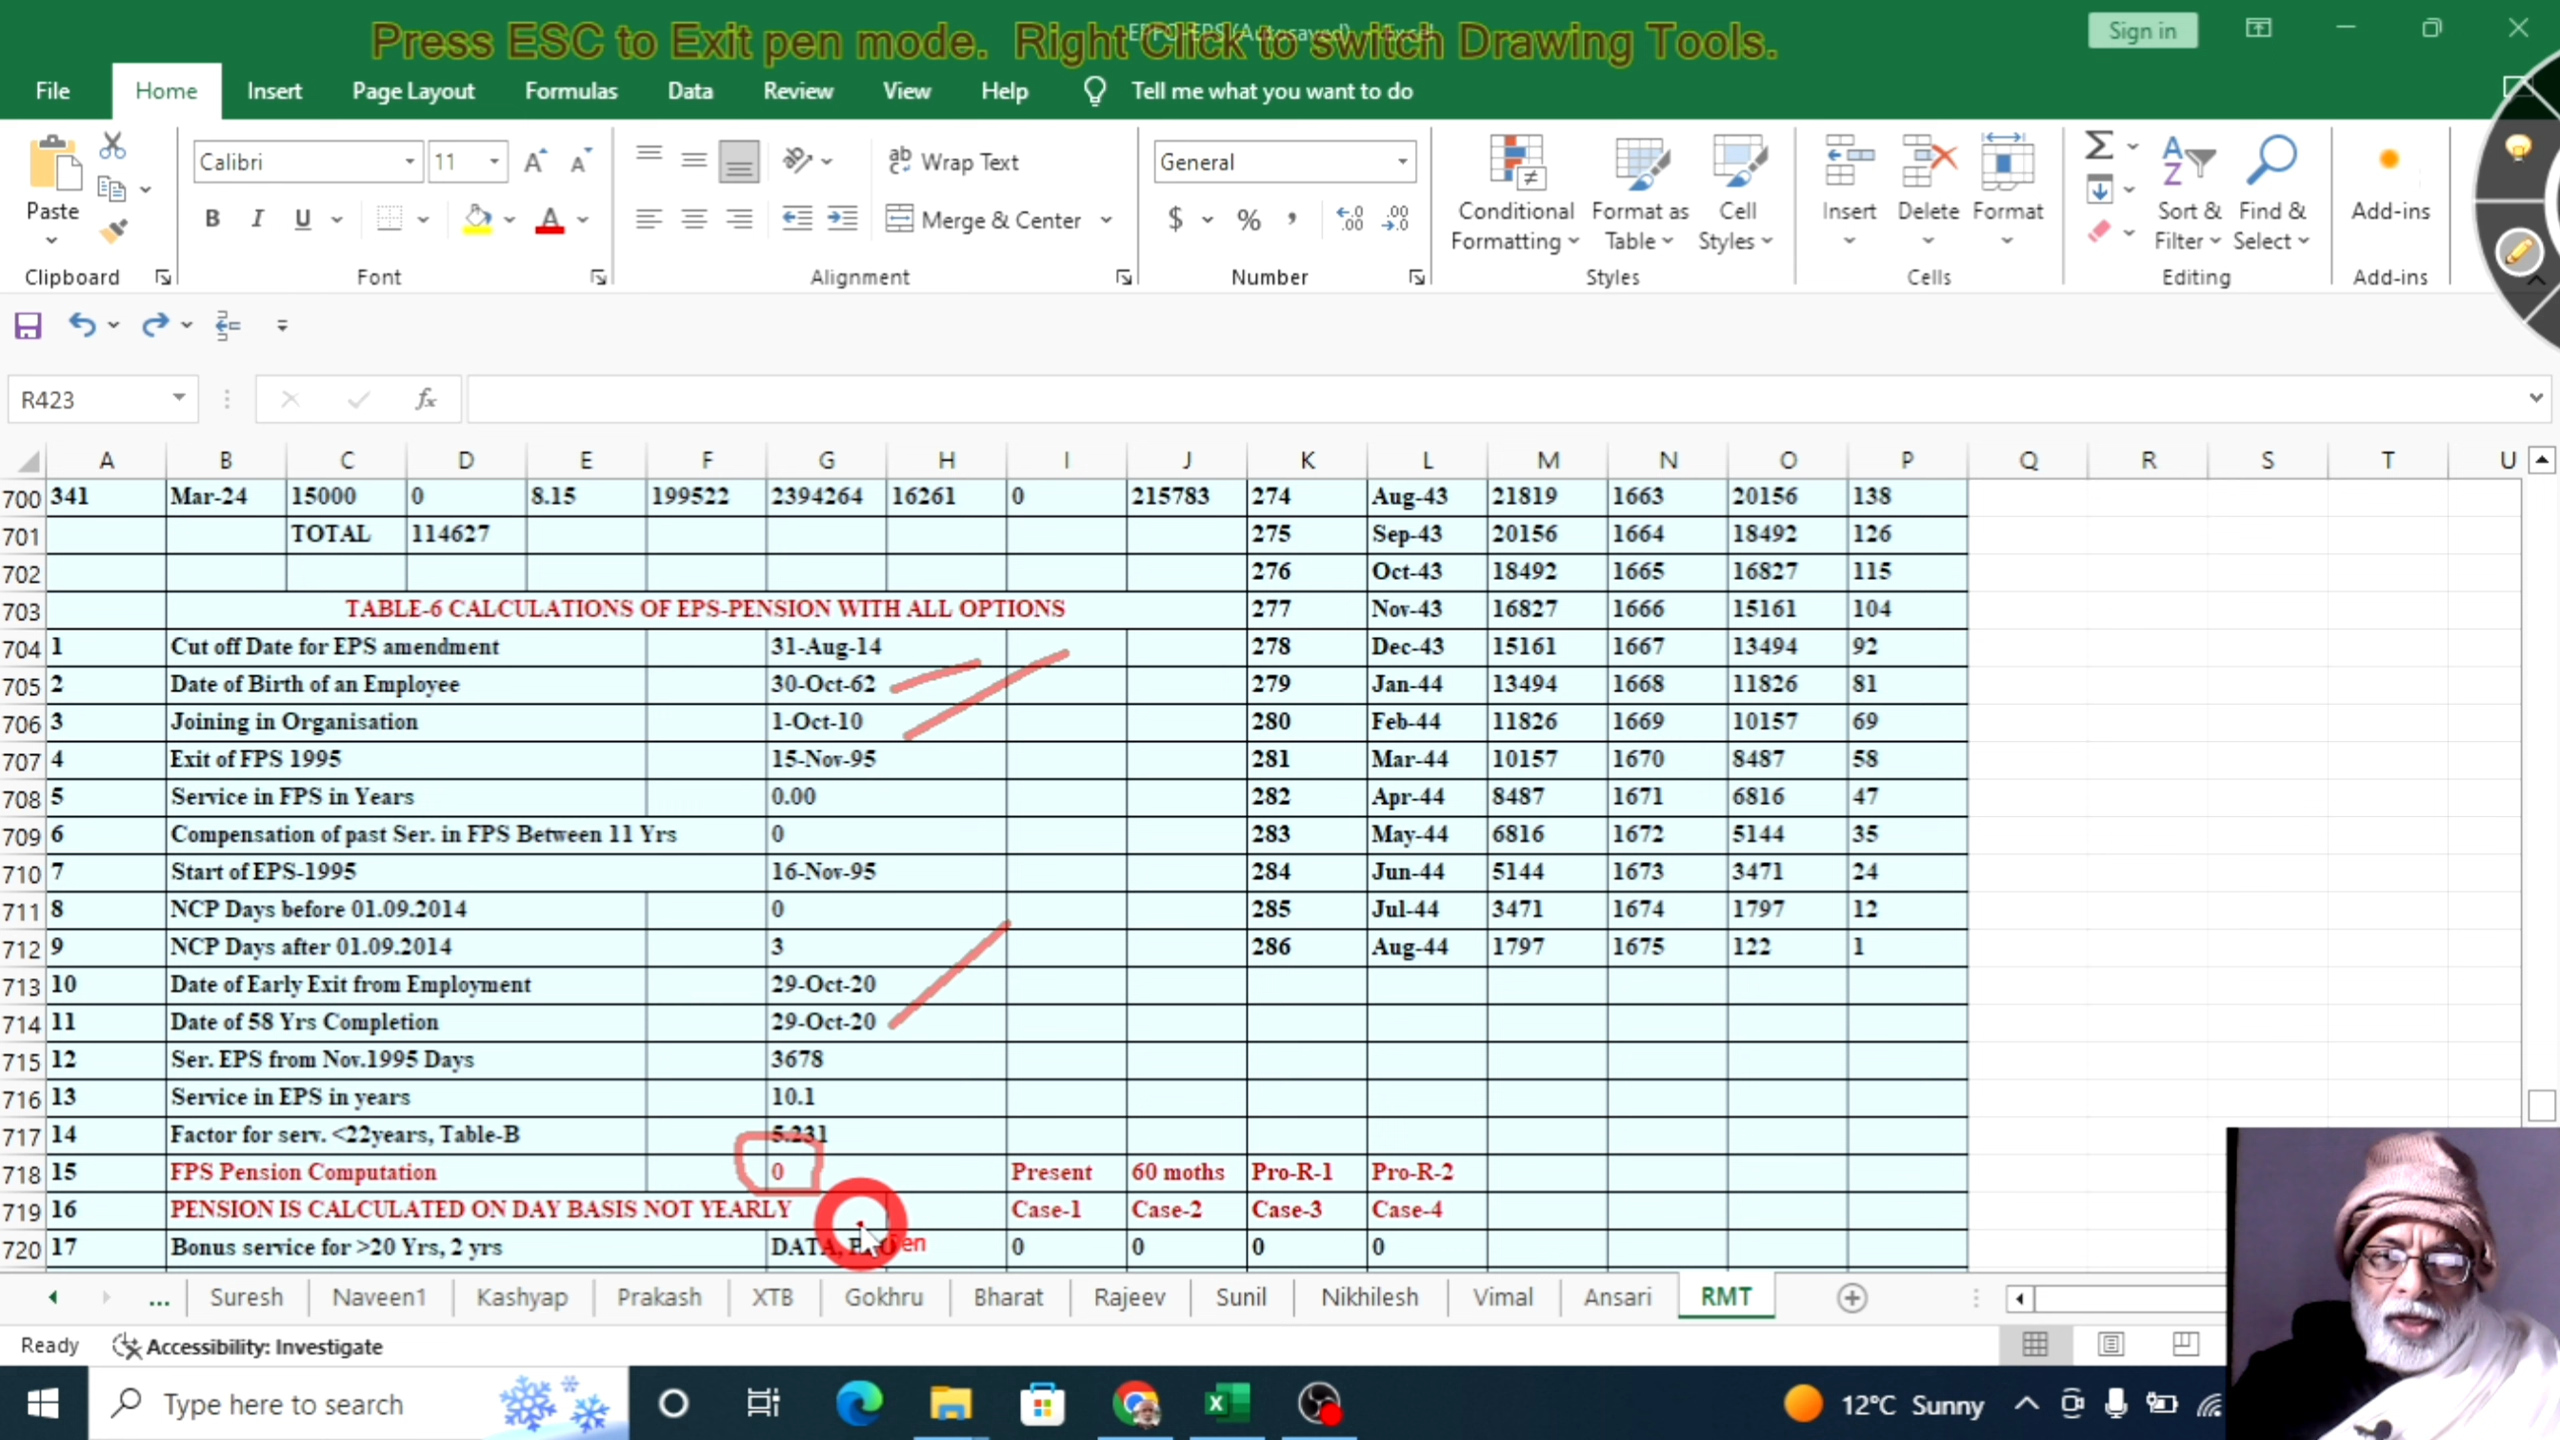 Press ESC to Exit pen mode. Right Click to switch Drawing Tools.
Sign in
File Home Insert Page Layout Formulas Data Review View Help Tell me what you want to do
Calibri 11 Wrap Text General
Paste Merge & Center Conditional Formatting Format as Table Cell Styles Insert Delete Format Sort & Filter Find & Select Add-ins
Clipboard Font Alignment Number Styles Cells Editing Add-ins
R423
A B C D E F G H I J K L M N O P Q R S T U
700 341 Mar-24 15000 0 8.15 199522 2394264 16261 0 215783 274 Aug-43 21819 1663 20156 138
701 TOTAL 114627 275 Sep-43 20156 1664 18492 126
702 276 Oct-43 18492 1665 16827 115
703 TABLE-6 CALCULATIONS OF EPS-PENSION WITH ALL OPTIONS 277 Nov-43 16827 1666 15161 104
704 1 Cut off Date for EPS amendment 31-Aug-14 278 Dec-43 15161 1667 13494 92
705 2 Date of Birth of an Employee 30-Oct-62 279 Jan-44 13494 1668 11826 81
706 3 Joining in Organisation 1-Oct-10 280 Feb-44 11826 1669 10157 69
707 4 Exit of FPS 1995 15-Nov-95 281 Mar-44 10157 1670 8487 58
708 5 Service in FPS in Years 0.00 282 Apr-44 8487 1671 6816 47
709 6 Compensation of past Ser. in FPS Between 11 Yrs 0 283 May-44 6816 1672 5144 35
710 7 Start of EPS-1995 16-Nov-95 284 Jun-44 5144 1673 3471 24
711 8 NCP Days before 01.09.2014 0 285 Jul-44 3471 1674 1797 12
712 9 NCP Days after 01.09.2014 3 286 Aug-44 1797 1675 122 1
713 10 Date of Early Exit from Employment 29-Oct-20
714 11 Date of 58 Yrs Completion 29-Oct-20
715 12 Ser. EPS from Nov.1995 Days 3678
716 13 Service in EPS in years 10.1
717 14 Factor for serv. <22years, Table-B 5.231
718 15 FPS Pension Computation 0 Present 60 moths Pro-R-1 Pro-R-2
719 16 PENSION IS CALCULATED ON DAY BASIS NOT YEARLY Case-1 Case-2 Case-3 Case-4
720 17 Bonus service for >20 Yrs, 2 yrs 0 0 0 0
... Suresh Naveen1 Kashyap Prakash XTB Gokhru Bharat Rajeev Sunil Nikhilesh Vimal Ansari RMT
Ready Accessibility: Investigate
Type here to search 12°C Sunny